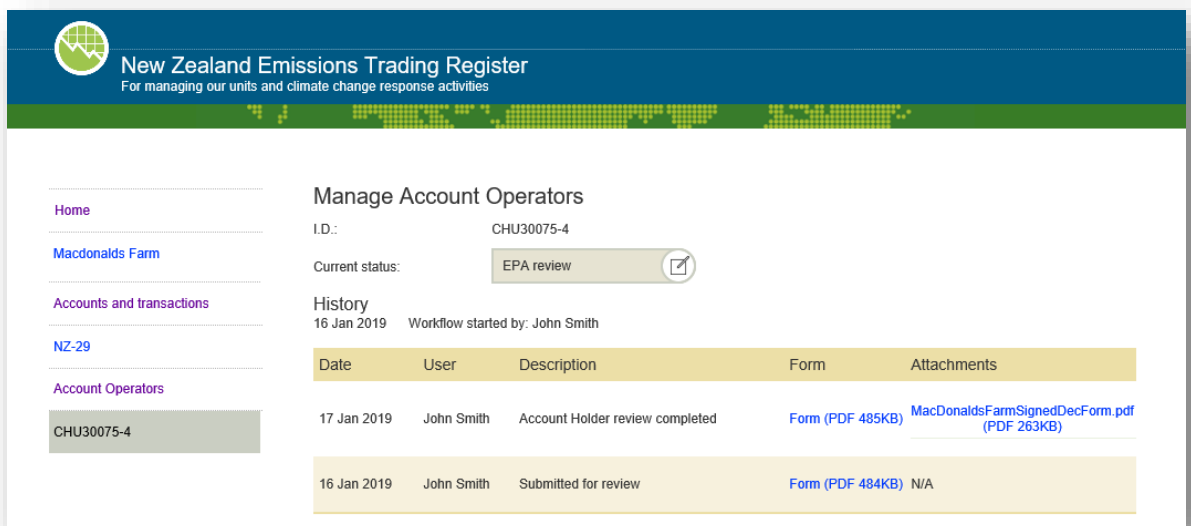 New Zealand Emissions Trading Register
For managing our units and climate change response activities
Home
Macdonalds Farm
Accounts and transactions
NZ-29
Account Operators
CHU30075-4
Manage Account Operators
I.D.: CHU30075-4
Current status: EPA review
History
16 Jan 2019 Workflow started by: John Smith
Date User Description Form Attachments
17 Jan 2019 John Smith Account Holder review completed Form (PDF 485KB) MacDonaldsFarmSignedDecForm.pdf
(PDF 263KB)
16 Jan 2019 John Smith Submitted for review Form (PDF 484KB) N/A